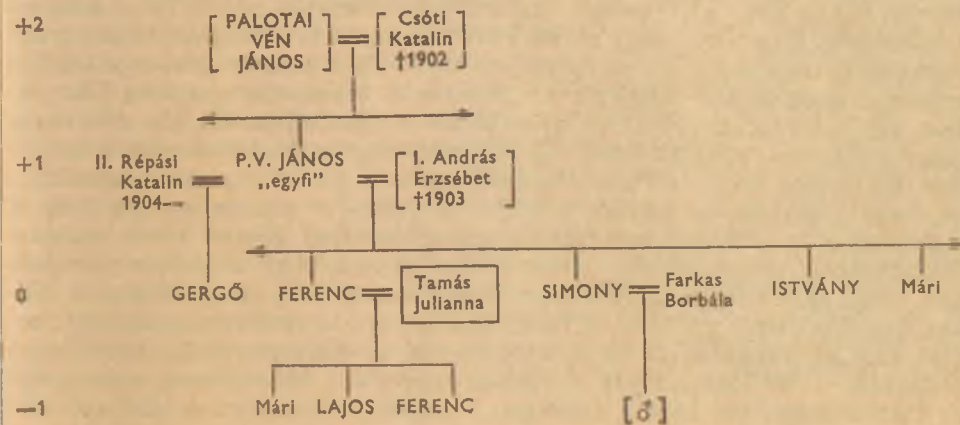 +2
[ PALOTAI VÉN JÁNOS ]
[ Csóti Katalin †1902 ]
+1
II. Répási Katalin 1904–
P.V. JÁNOS „egyfi”
[ I. András Erzsébet †1903 ]
0
GERGŐ
FERENC
Tamás Julianna
SIMONY
Farkas Borbála
ISTVÁNY
Mári
—1
Mári
LAJOS
FERENC
[♂]